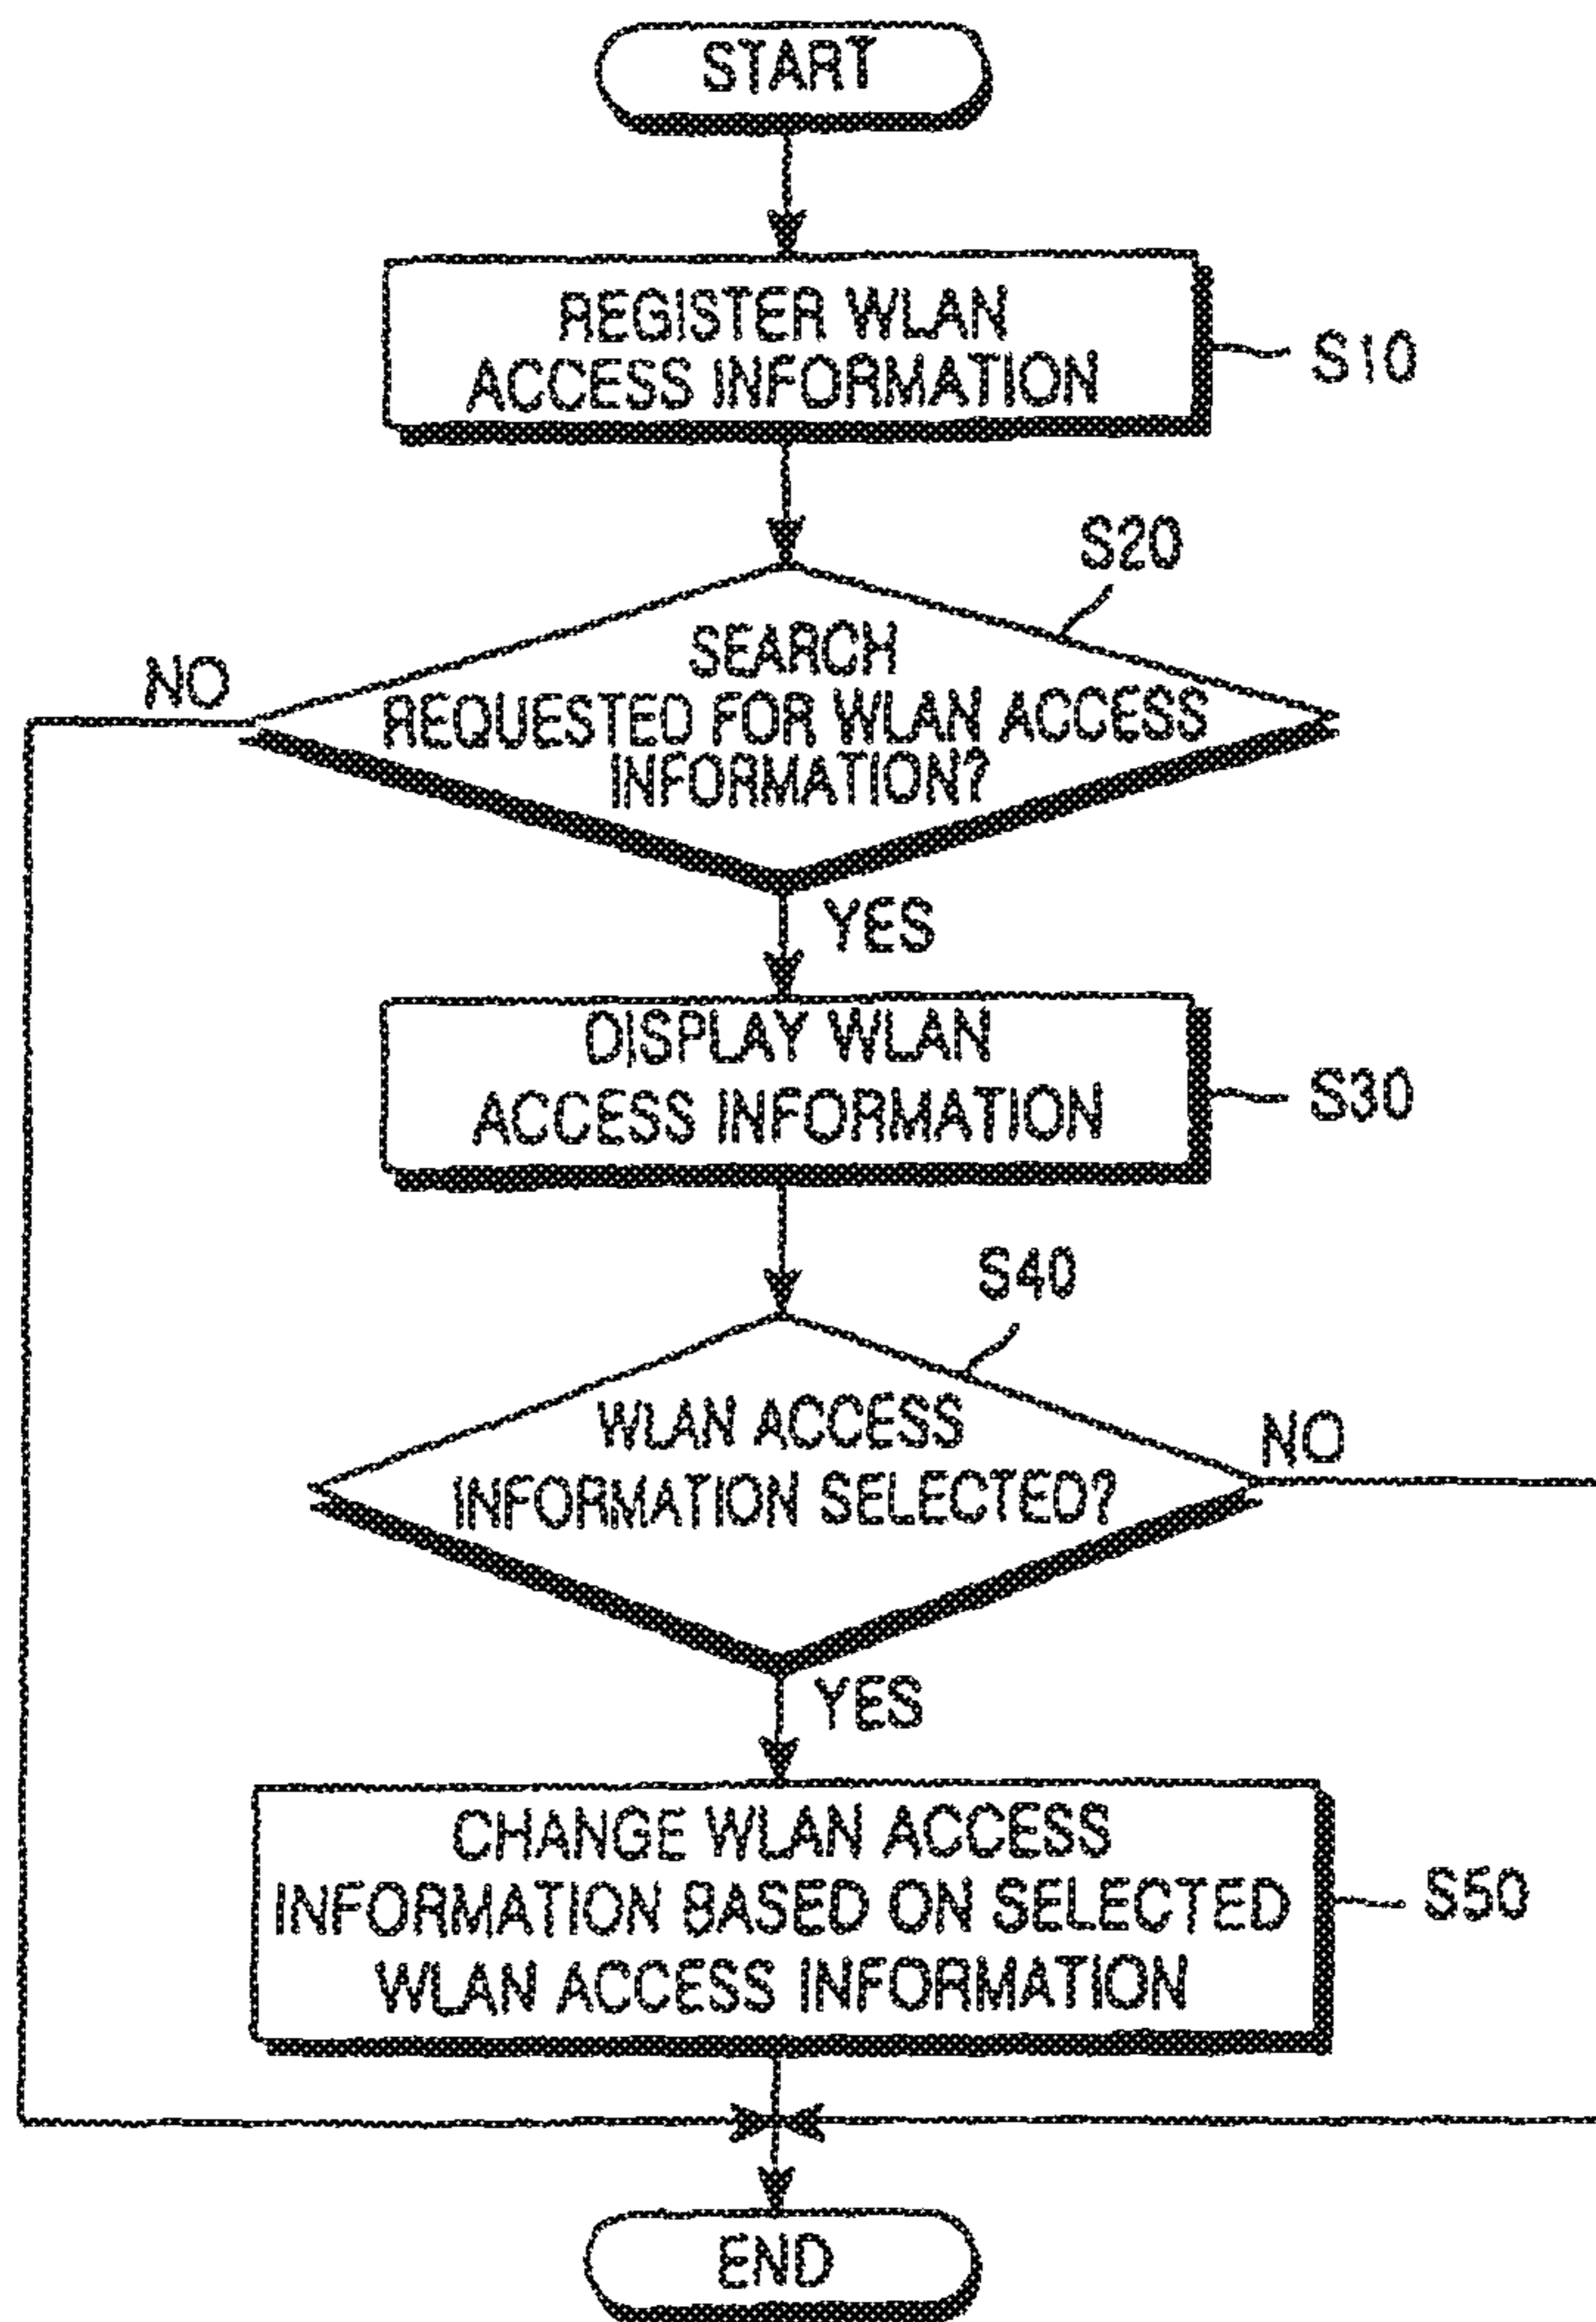 START
REGISTER WLAN
ACCESS INFORMATION
S10
S20
SEARCH
REQUESTED FOR WLAN ACCESS
INFORMATION?
NO
YES
DISPLAY WLAN
ACCESS INFORMATION
S30
S40
WLAN ACCESS
INFORMATION SELECTED?
NO
YES
CHANGE WLAN ACCESS
INFORMATION BASED ON SELECTED
WLAN ACCESS INFORMATION
S50
END